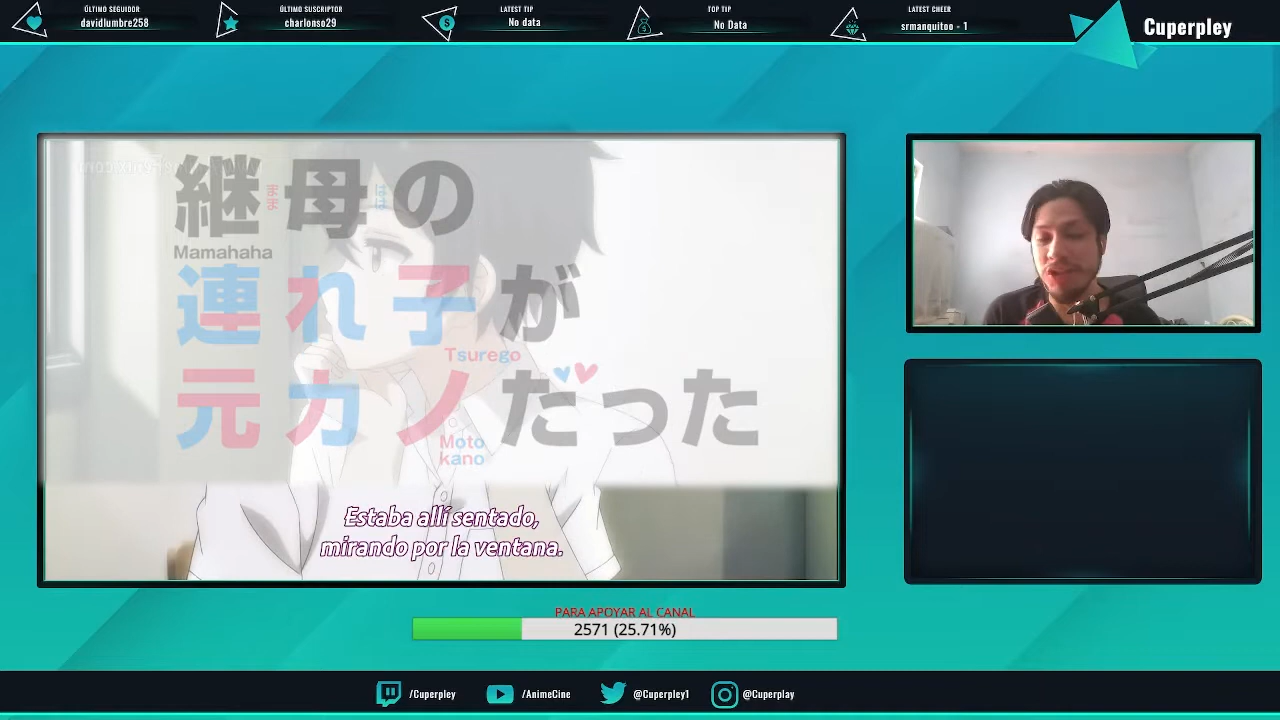 ÚLTIMO SEGUIDOR
davidlumbre258
ÚLTIMO SUSCRIPTOR
charlonso29
LATEST TIP
No data
TOP TIP
No Data
LATEST CHEER
srmanquitoo - 1
Cuperpley
継母の
まま
はは
Mamahaha
連れ子が
Tsurego
元カノだった
Moto
kano
Estaba allí sentado,
mirando por la ventana.
PARA APOYAR AL CANAL
2571 (25.71%)
/Cuperpley
/AnimeCine
@Cuperpley1
@Cuperplay